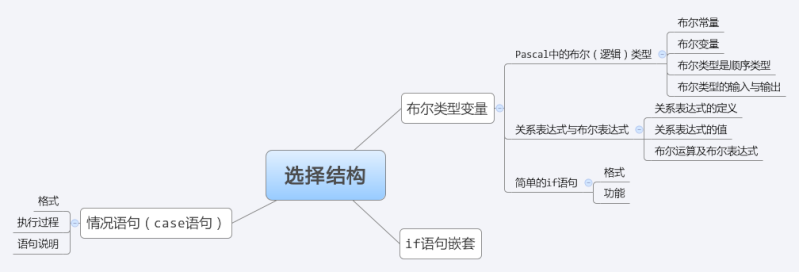 选择结构
布尔类型变量
Pascal中的布尔（逻辑）类型
布尔常量
布尔变量
布尔类型是顺序类型
布尔类型的输入与输出
关系表达式与布尔表达式
关系表达式的定义
关系表达式的值
布尔运算及布尔表达式
简单的if语句
格式
功能
if语句嵌套
情况语句（case语句）
格式
执行过程
语句说明